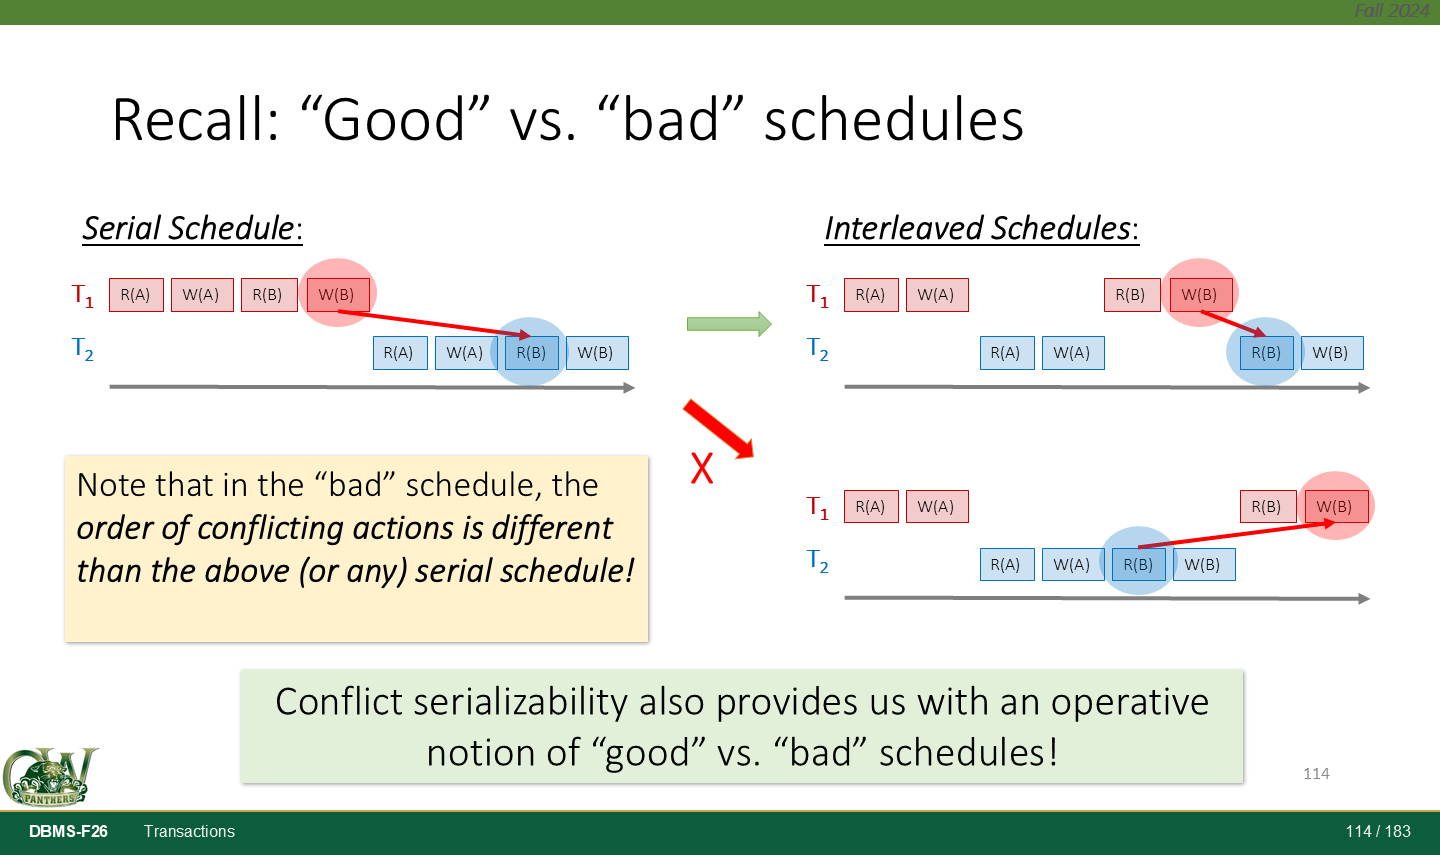 Fall 2024
Recall: “Good” vs. “bad” schedules
Serial Schedule:
T1 R(A) W(A) R(B) W(B)
T2 R(A) W(A) R(B) W(B)
Interleaved Schedules:
T1 R(A) W(A) R(B) W(B)
T2 R(A) W(A) R(B) W(B)
X
T1 R(A) W(A) R(B) W(B)
T2 R(A) W(A) R(B) W(B)
Note that in the “bad” schedule, the
order of conflicting actions is different
than the above (or any) serial schedule!
Conflict serializability also provides us with an operative
notion of “good” vs. “bad” schedules!
114
CW
PANTHERS
DBMS-F26 Transactions 114 / 183